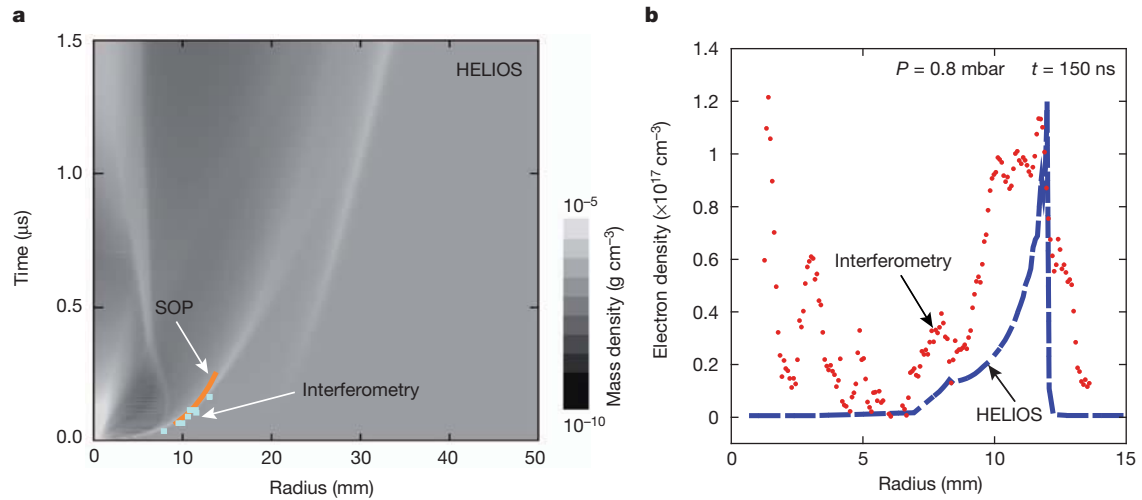 a
HELIOS
1.5
1.0
0.5
0.0
Time (µs)
SOP
Interferometry
0
10
20
30
40
50
Radius (mm)
10⁻⁵
10⁻¹⁰
Mass density (g cm⁻³)
b
P = 0.8 mbar t = 150 ns
1.4
1.2
1.0
0.8
0.6
0.4
0.2
0
Electron density (×10¹⁷ cm⁻³)
Interferometry
HELIOS
0
5
10
15
Radius (mm)